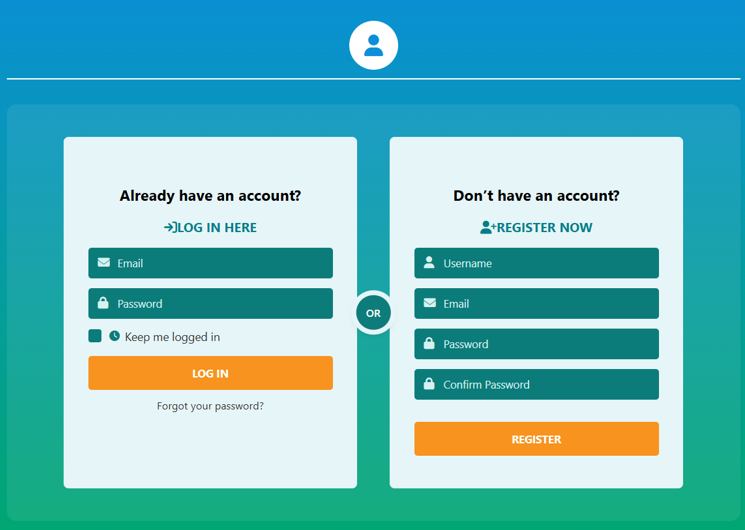 Already have an account?
LOG IN HERE
Email
Password
Keep me logged in
LOG IN
Forgot your password?
OR
Don’t have an account?
REGISTER NOW
Username
Email
Password
Confirm Password
REGISTER